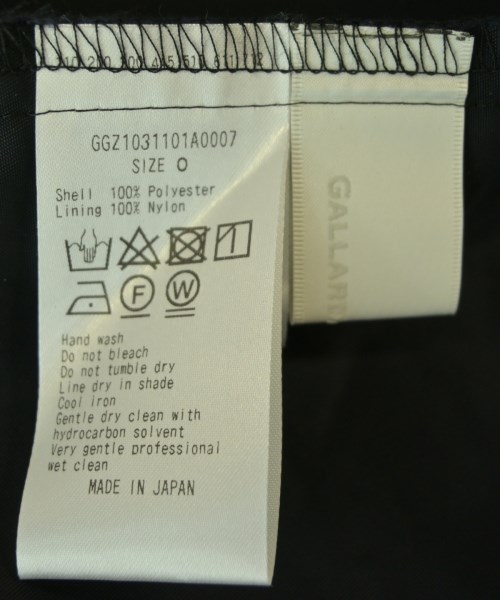 GGZ1031101A0007
SIZE O
Shell 100% Polyester
Lining 100% Nylon
F
W
Hand wash
Do not bleach
Do not tumble dry
Line dry in shade
Cool iron
Gentle dry clean with
hydrocarbon solvent
Very gentle professional
wet clean
MADE IN JAPAN